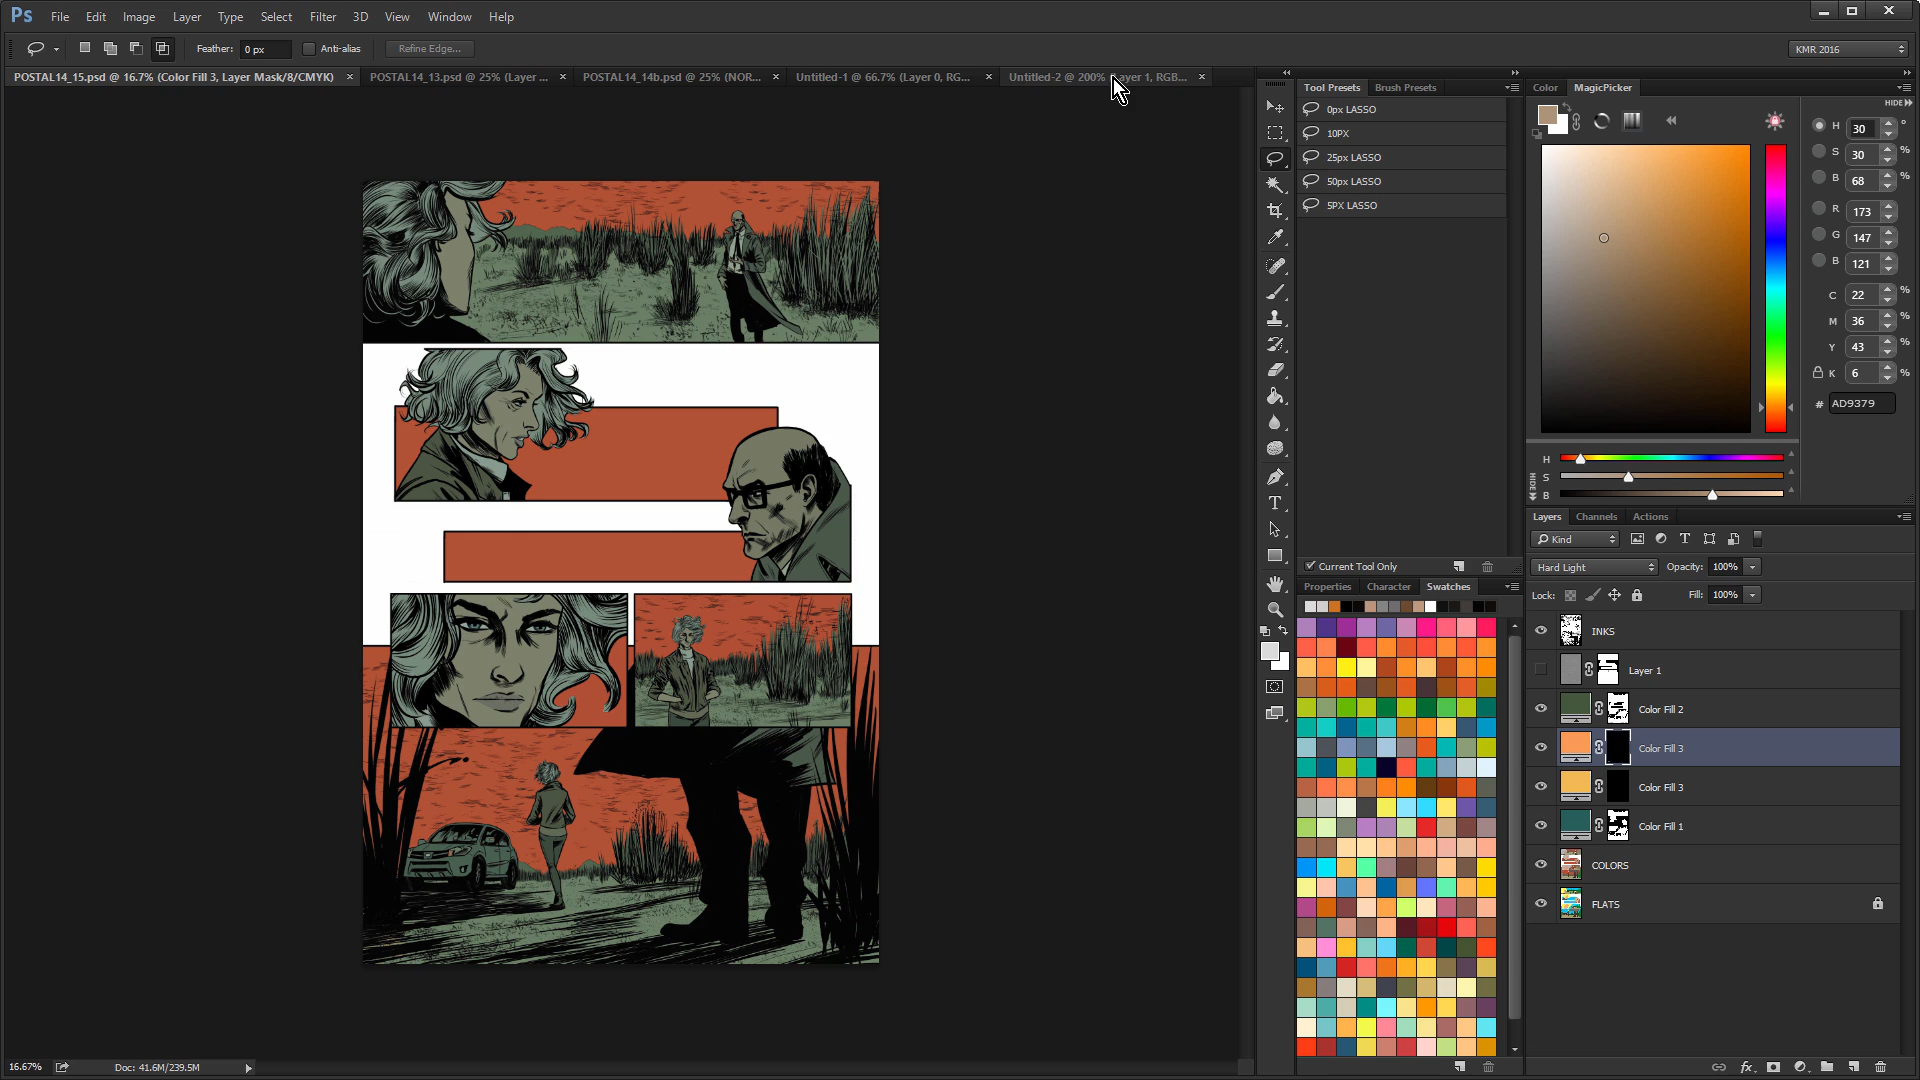 Ps File Edit Image Layer Type Select Filter 3D View Window Help
Feather: 0 px Anti-alias Refine Edge... KMR 2016
POSTAL14_15.psd @ 16.7% (Color Fill 3, Layer Mask/8/CMYK) × POSTAL14_13.psd @ 25% (Layer ... × POSTAL14_14b.psd @ 25% (NOR... × Untitled-1 @ 66.7% (Layer 0, RG... × Untitled-2 @ 200% (Layer 1, RGB... ×
Tool Presets Brush Presets
0px LASSO
10PX
25px LASSO
50px LASSO
5PX LASSO
Current Tool Only
Properties Character Swatches
Color MagicPicker
HIDE
H 30 °
S 30 %
B 68 %
R 173
G 147
B 121
C 22 %
M 36 %
Y 43 %
K 6 %
# AD9379
H
S
B
HIDE
Layers Channels Actions
Kind
Hard Light Opacity: 100%
Lock: Fill: 100%
INKS
Layer 1
Color Fill 2
Color Fill 3
Color Fill 3
Color Fill 1
COLORS
FLATS
fx
16.67% Doc: 41.6M/239.5M